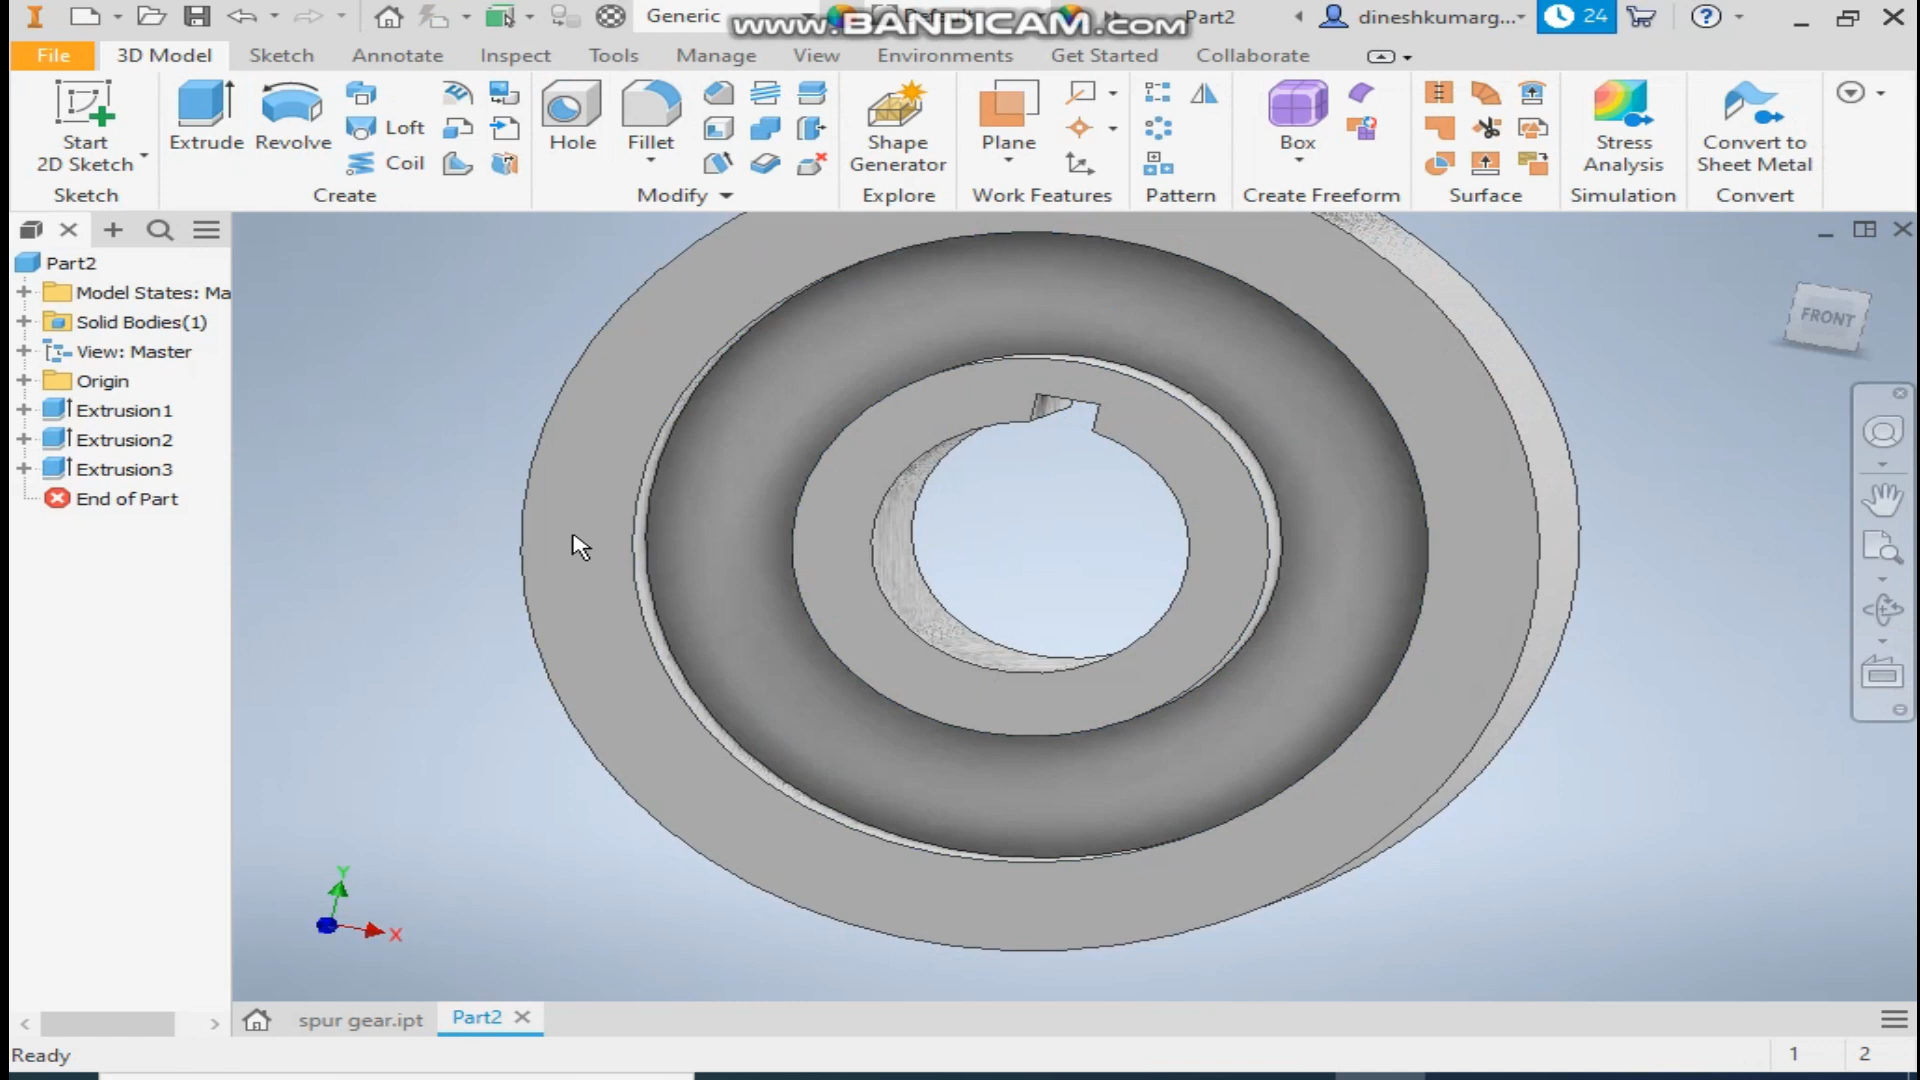 Generic
www.BANDICAM.com
Part2
dineshkumarg...
24
File
3D Model
Sketch
Annotate
Inspect
Tools
Manage
View
Environments
Get Started
Collaborate
Start
2D Sketch
Extrude
Revolve
Loft
Coil
Hole
Fillet
Shape
Generator
Plane
Box
Stress
Analysis
Convert to
Sheet Metal
Sketch
Create
Modify
Explore
Work Features
Pattern
Create Freeform
Surface
Simulation
Convert
Part2
Model States: Ma
Solid Bodies(1)
View: Master
Origin
Extrusion1
Extrusion2
Extrusion3
End of Part
FRONT
Y
X
spur gear.ipt
Part2
Ready
1
2